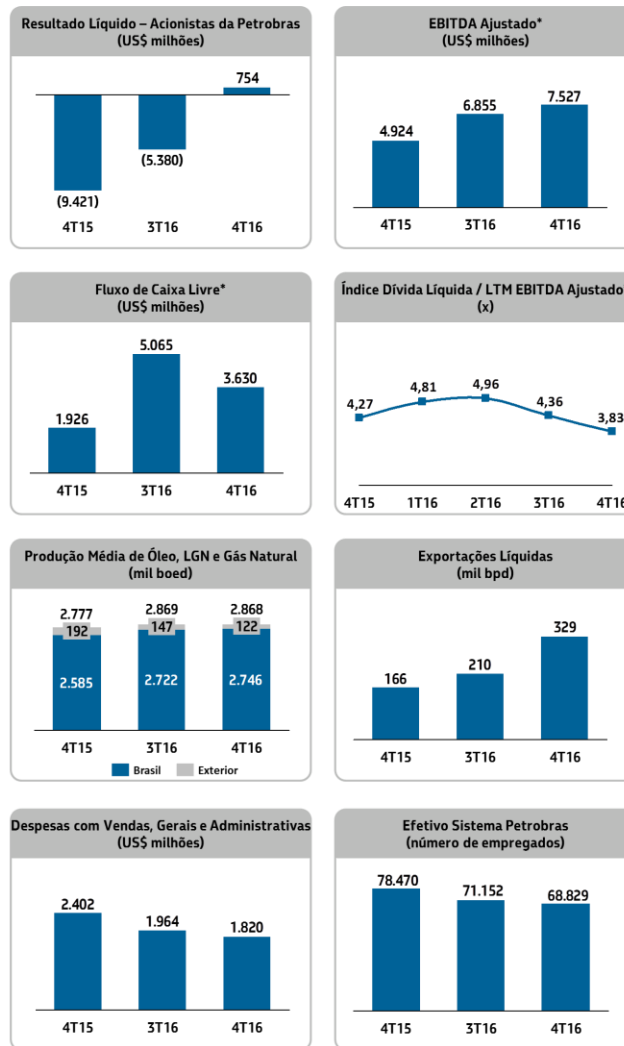 Resultado Líquido – Acionistas da Petrobras
(US$ milhões)
754
(5.380)
(9.421)
4T15 3T16 4T16
EBITDA Ajustado*
(US$ milhões)
7.527
6.855
4.924
4T15 3T16 4T16
Fluxo de Caixa Livre*
(US$ milhões)
5.065
3.630
1.926
4T15 3T16 4T16
Índice Dívida Líquida / LTM EBITDA Ajustado
(x)
4,27 4,81 4,96 4,36 3,83
4T15 1T16 2T16 3T16 4T16
Produção Média de Óleo, LGN e Gás Natural
(mil boed)
2.777 2.869 2.868
192 147 122
2.585 2.722 2.746
4T15 3T16 4T16
Brasil Exterior
Exportações Líquidas
(mil bpd)
329
210
166
4T15 3T16 4T16
Despesas com Vendas, Gerais e Administrativas
(US$ milhões)
2.402
1.964
1.820
4T15 3T16 4T16
Efetivo Sistema Petrobras
(número de empregados)
78.470
71.152
68.829
4T15 3T16 4T16